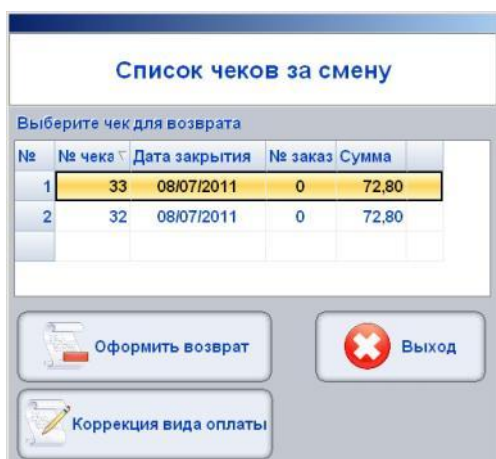 Список чеков за смену
Выберите чек для возврата
№ № чека Дата закрытия № заказ Сумма
1 33 08/07/2011 0 72,80
2 32 08/07/2011 0 72,80
Оформить возврат Выход
Коррекция вида оплаты